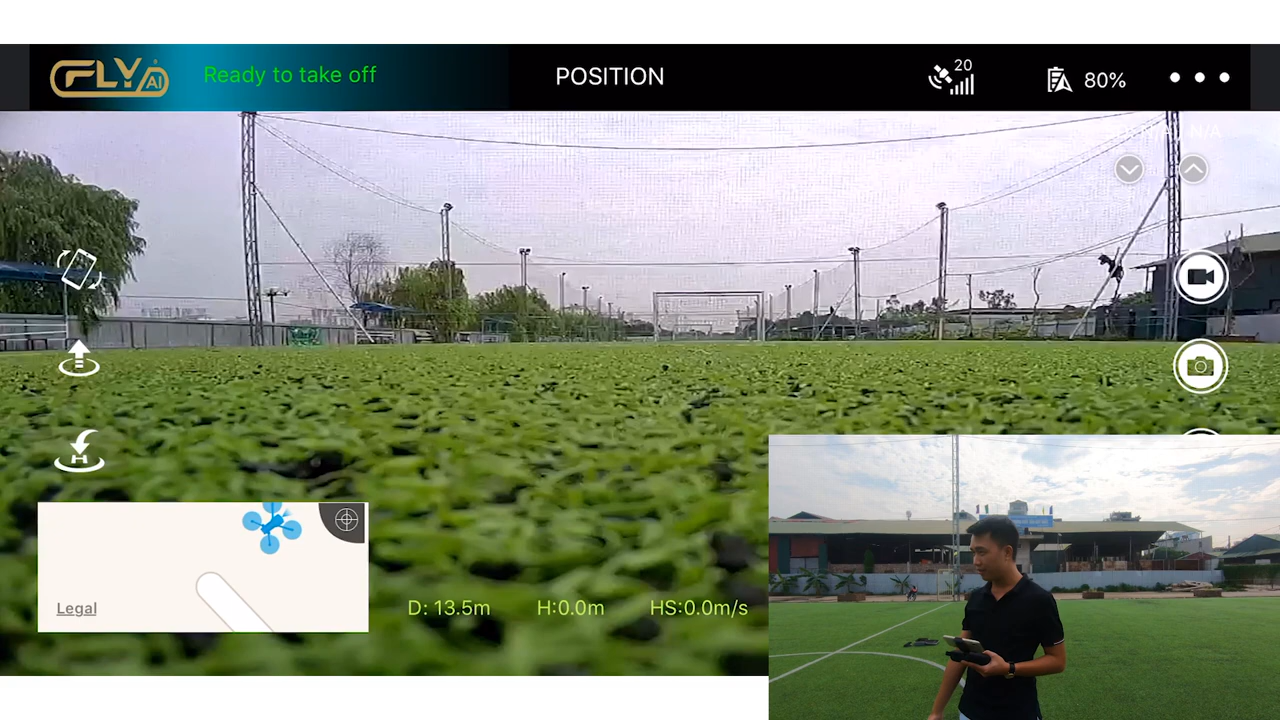 FLY AI
Ready to take off
POSITION
20
80%
N/A
Legal
D: 13.5m
H:0.0m
HS:0.0m/s
H